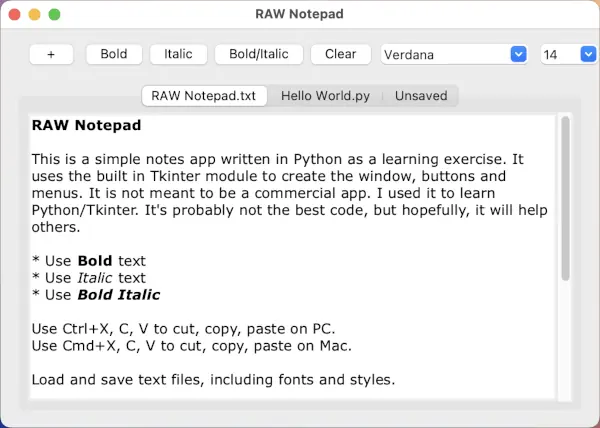 RAW Notepad
+ Bold Italic Bold/Italic Clear Verdana 14
RAW Notepad.txt Hello World.py Unsaved
RAW Notepad
This is a simple notes app written in Python as a learning exercise. It
uses the built in Tkinter module to create the window, buttons and
menus. It is not meant to be a commercial app. I used it to learn
Python/Tkinter. It's probably not the best code, but hopefully, it will help
others.
* Use Bold text
* Use Italic text
* Use Bold Italic
Use Ctrl+X, C, V to cut, copy, paste on PC.
Use Cmd+X, C, V to cut, copy, paste on Mac.
Load and save text files, including fonts and styles.